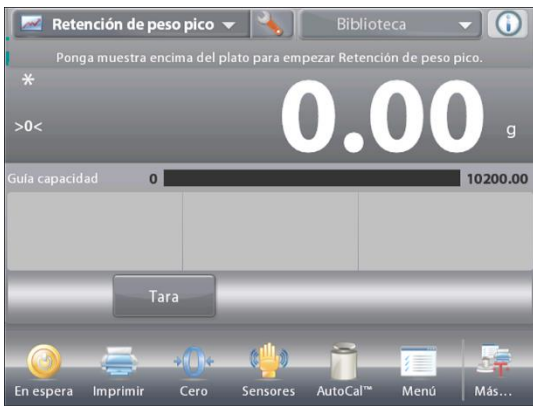 Retención de peso pico
Biblioteca
Ponga muestra encima del plato para empezar Retención de peso pico.
*
>0<
0.00 g
Guía capacidad 0 10200.00
Tara
En espera Imprimir Cero Sensores AutoCal™ Menú Más...